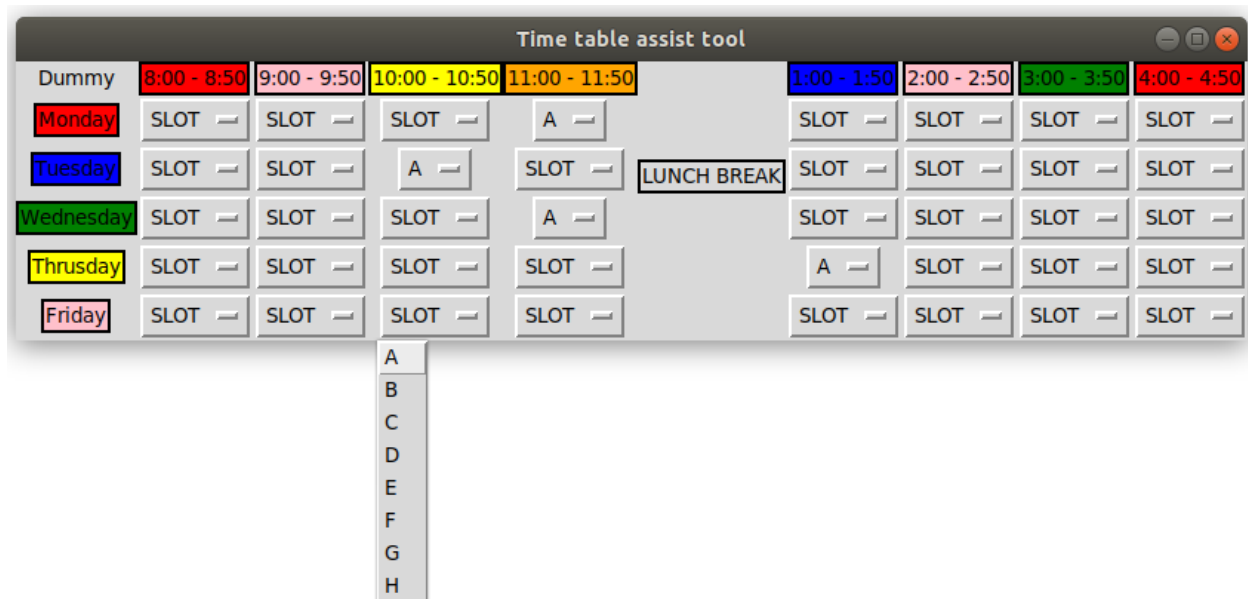 Time table assist tool
Dummy 8:00 - 8:50 9:00 - 9:50 10:00 - 10:50 11:00 - 11:50 1:00 - 1:50 2:00 - 2:50 3:00 - 3:50 4:00 - 4:50
Monday SLOT SLOT SLOT A SLOT SLOT SLOT SLOT
Tuesday SLOT SLOT A SLOT LUNCH BREAK SLOT SLOT SLOT SLOT
Wednesday SLOT SLOT SLOT A SLOT SLOT SLOT SLOT
Thrusday SLOT SLOT SLOT SLOT A SLOT SLOT SLOT
Friday SLOT SLOT SLOT SLOT SLOT SLOT SLOT SLOT
A
B
C
D
E
F
G
H